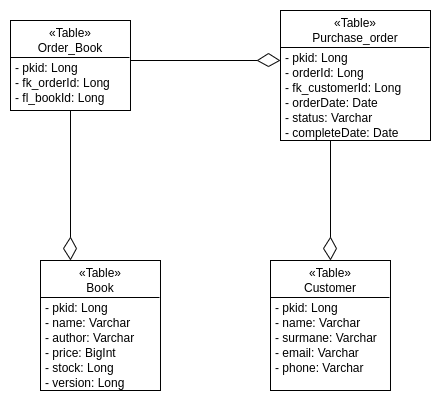 «Table»
Order_Book
- pkid: Long
- fk_orderId: Long
- fl_bookId: Long
«Table»
Purchase_order
- pkid: Long
- orderId: Long
- fk_customerId: Long
- orderDate: Date
- status: Varchar
- completeDate: Date
«Table»
Book
- pkid: Long
- name: Varchar
- author: Varchar
- price: BigInt
- stock: Long
- version: Long
«Table»
Customer
- pkid: Long
- name: Varchar
- surmane: Varchar
- email: Varchar
- phone: Varchar